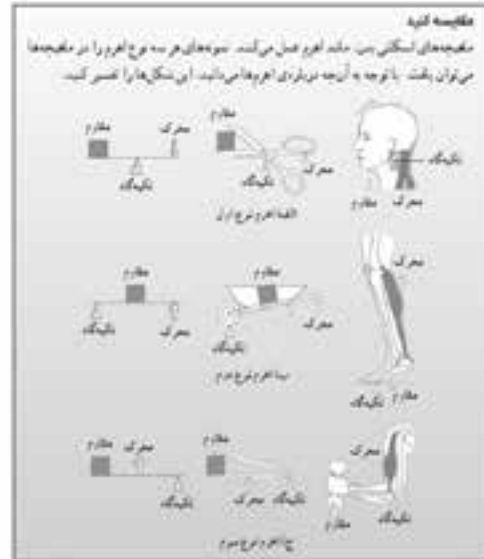 مقایسه کنید
ماهیچه‌های اسکلتی بدن مانند اهرم عمل می‌کنند. نمونه‌های هر سه نوع اهرم را در ماهیچه‌ها
می‌توان یافت. با توجه به آن‌چه درباره‌ی اهرم‌ها می‌دانید، این شکل‌ها را تفسیر کنید.
مقاوم محرک تکیه‌گاه
مقاوم محرک تکیه‌گاه
تکیه‌گاه مقاوم محرک
الف) اهرم نوع اول
مقاوم تکیه‌گاه محرک
مقاوم محرک تکیه‌گاه
محرک مقاوم تکیه‌گاه
ب) اهرم نوع دوم
مقاوم محرک تکیه‌گاه
مقاوم محرک تکیه‌گاه
محرک مقاوم تکیه‌گاه
ج) اهرم نوع سوم